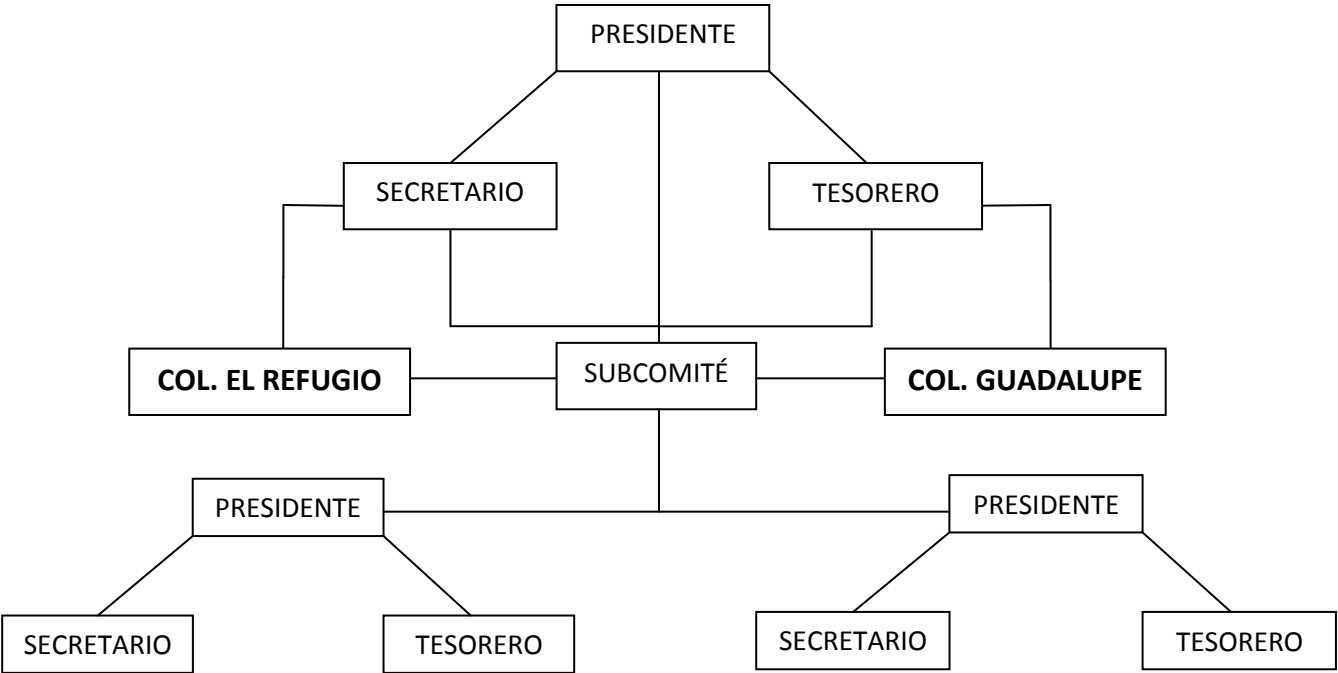 PRESIDENTE
SECRETARIO
TESORERO
COL. EL REFUGIO
SUBCOMITÉ
COL. GUADALUPE
PRESIDENTE
PRESIDENTE
SECRETARIO
TESORERO
SECRETARIO
TESORERO